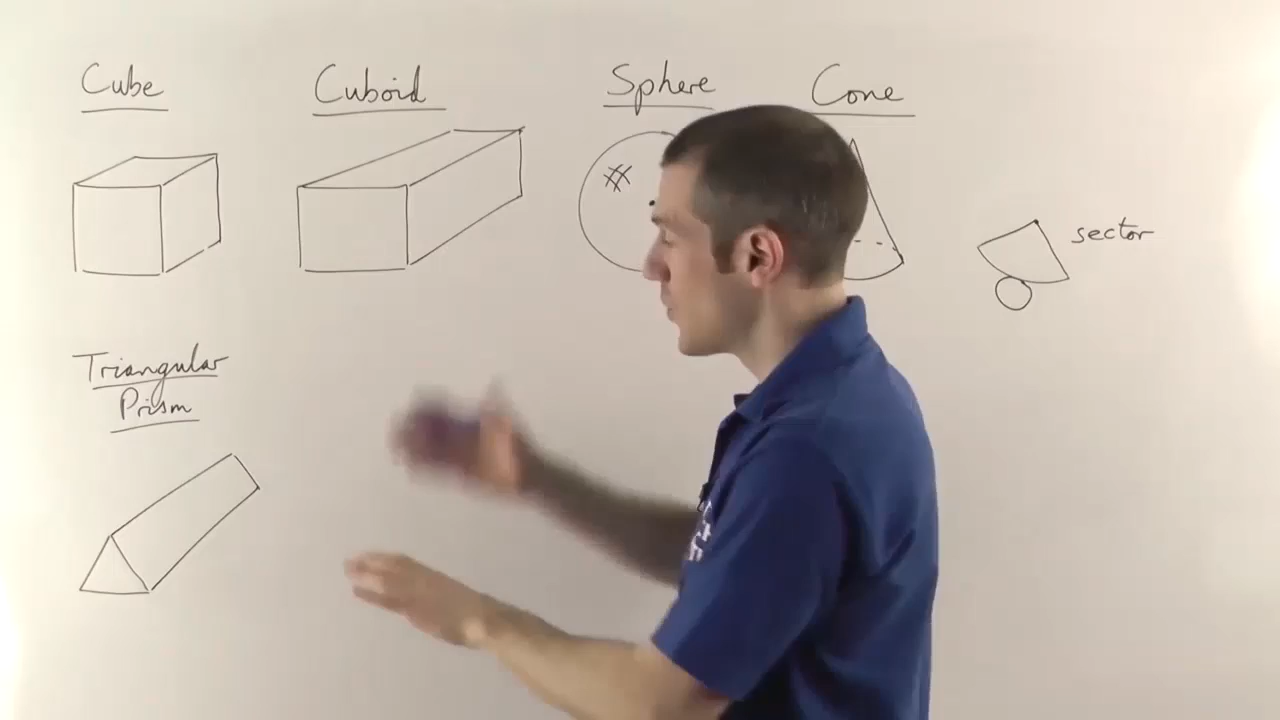 Cube
Cuboid
Sphere
Cone
sector
Triangular
Prism